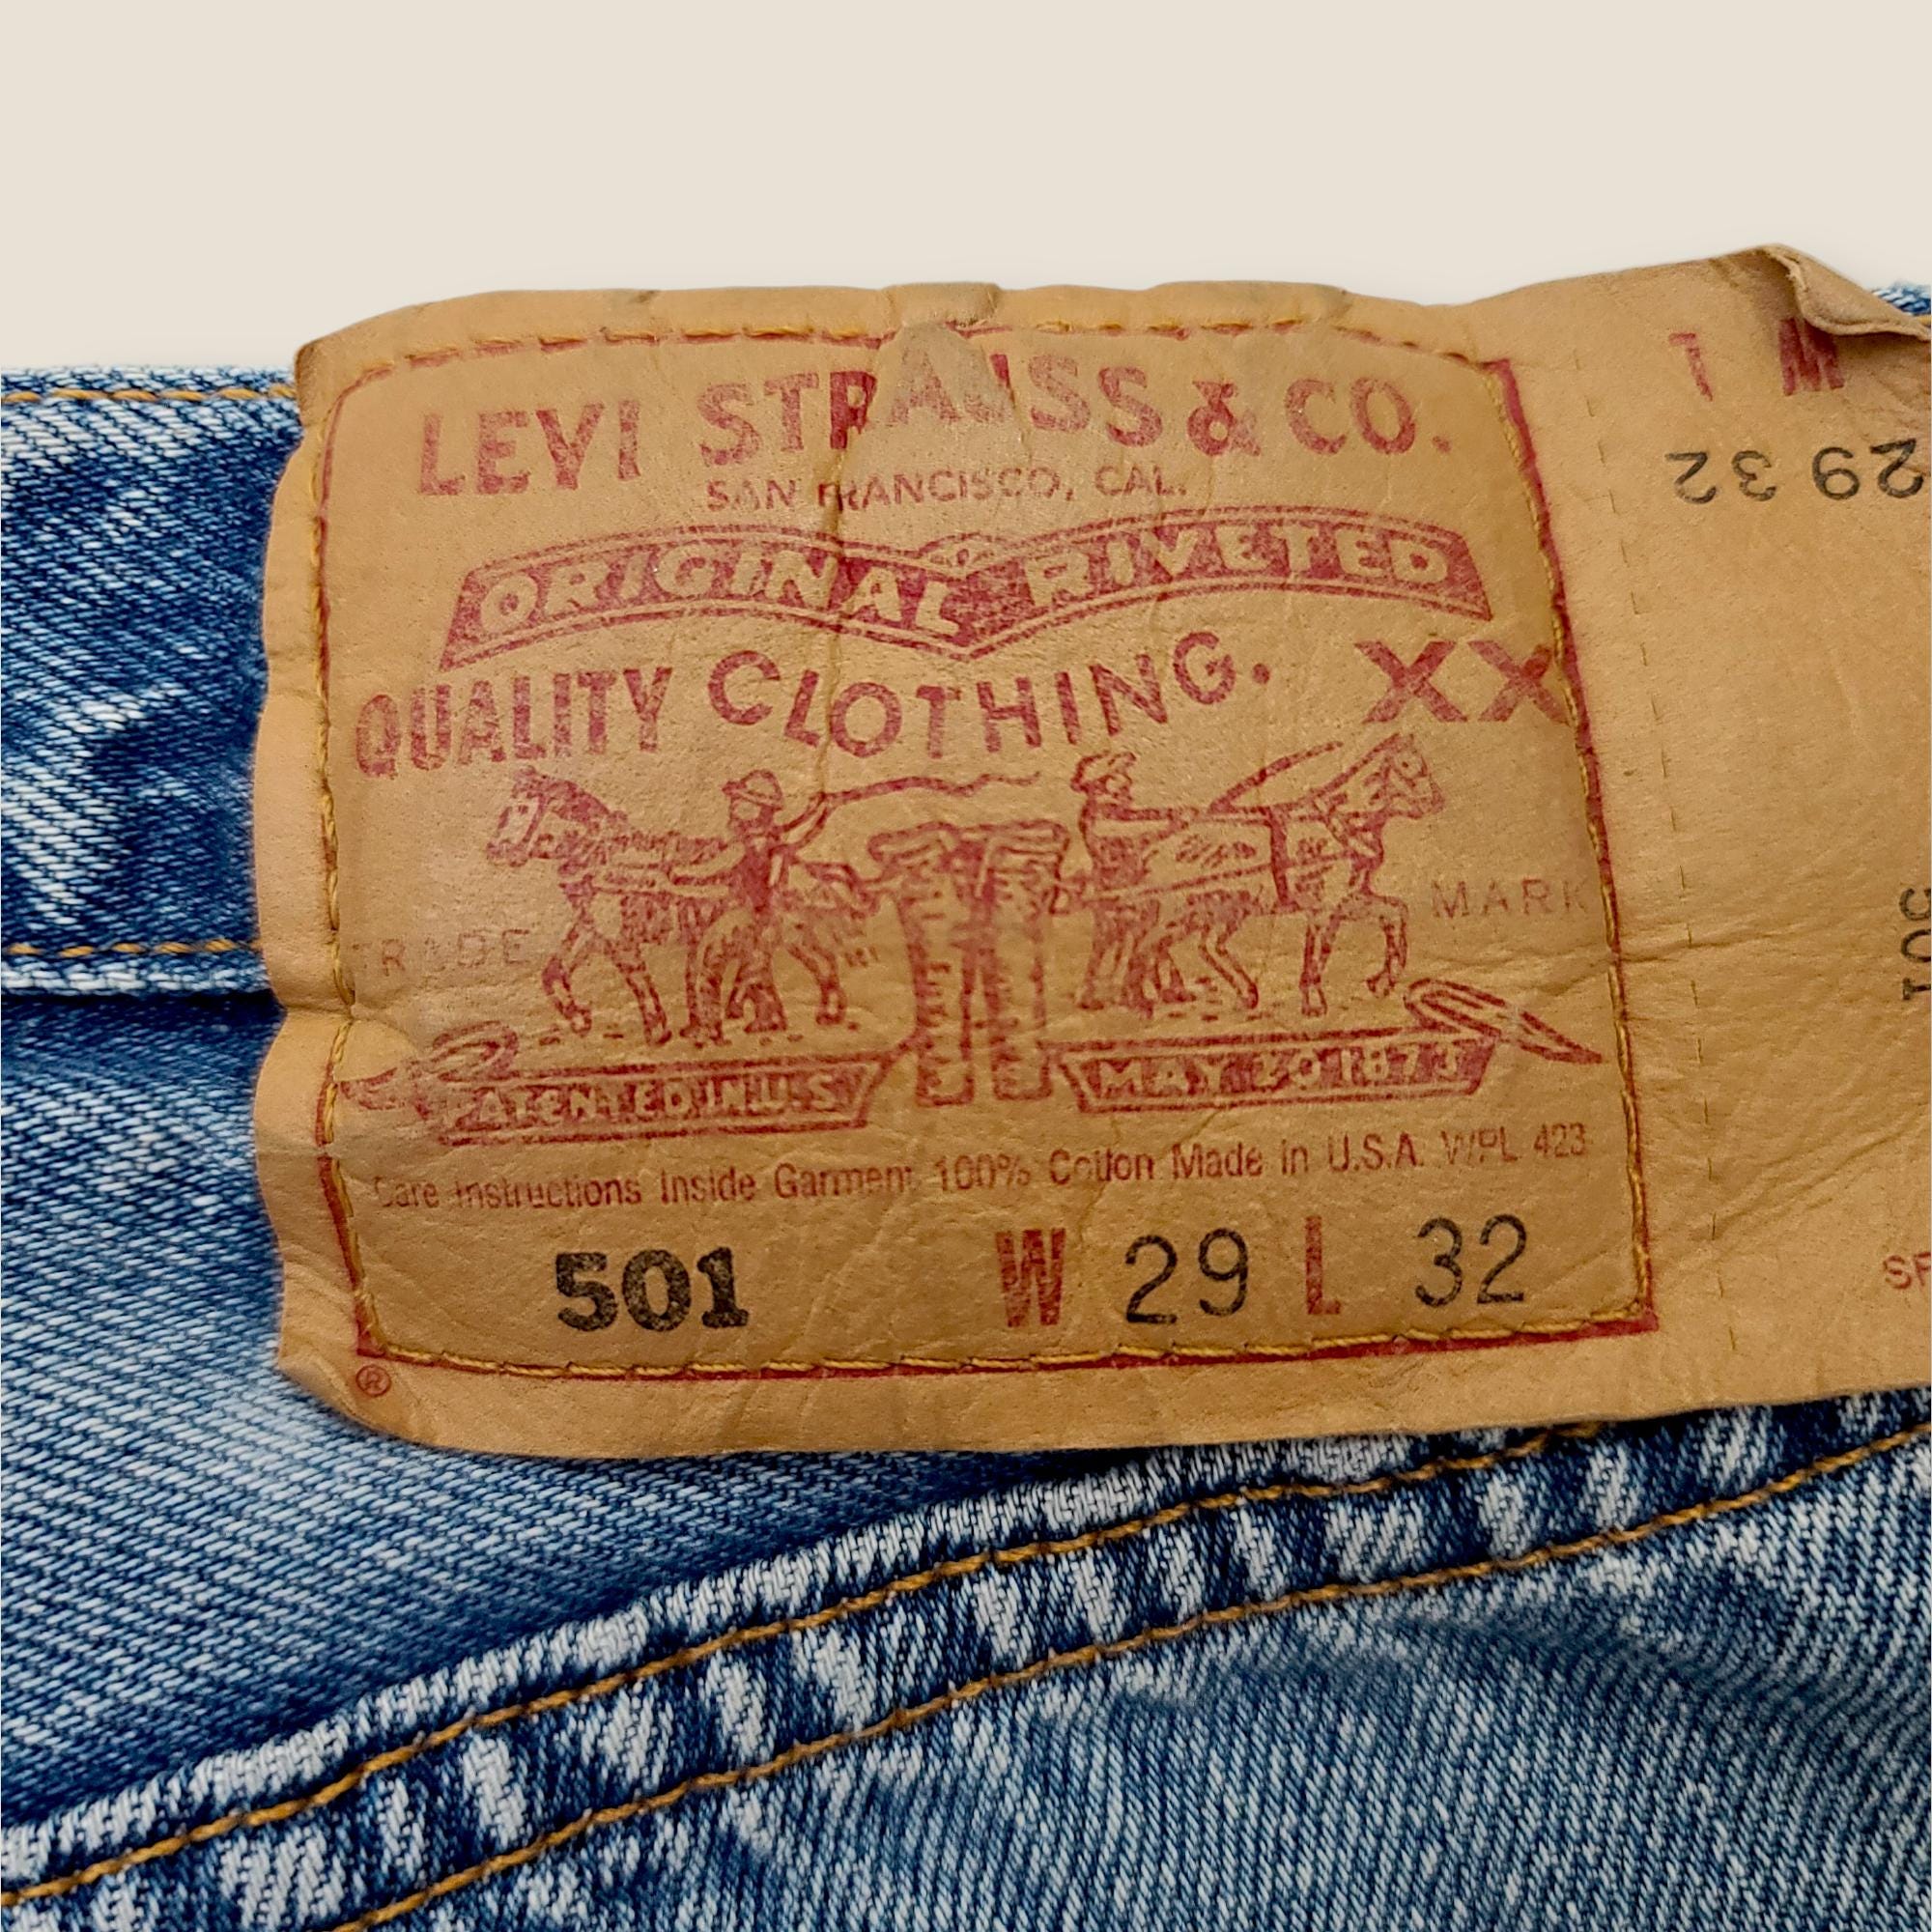 LEVI STRAUSS & CO.
SAN FRANCISCO, CAL.
ORIGINAL RIVETED
QUALITY CLOTHING. XX
TRADE MARK
PATENTED IN U.S MAY 20 1873
Care Instructions Inside Garment 100% Cotton Made in U.S.A. WPL 423
501 W 29 L 32
®
L W
29 32
501